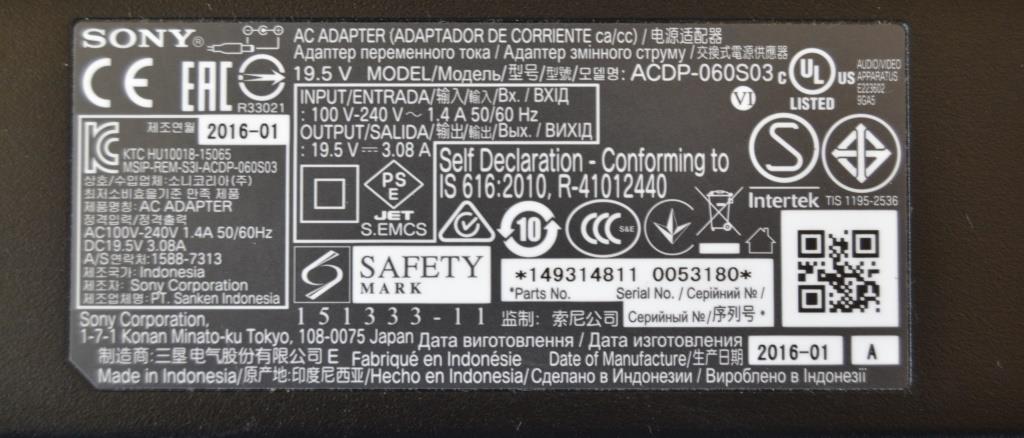 SONY®
AC ADAPTER (ADAPTADOR DE CORRIENTE ca/cc) / 电源适配器
Адаптер переменного тока / Адаптер змінного струму / 交換式電源供應器
19.5 V MODEL/Модель/型号/型號/모델명: ACDP-060S03
CE EAC
R33021
c UL US
LISTED
AUDIO/VIDEO
APPARATUS
E223602
9GA5
VI
INPUT/ENTRADA/输入/輸入/Вх. / ВХІД
: 100 V-240 V~ 1.4 A 50/60 Hz
OUTPUT/SALIDA/输出/輸出/Вых. / ВИХІД
: 19.5 V 3.08 A
제조연월 2016-01
KC
KTC HU10018-15065
MSIP-REM-S3I-ACDP-060S03
상호/수입업체: 소니코리아(주)
최저소비효율기준 만족 제품
제품명칭: AC ADAPTER
정격입력/정격출력
AC100V-240V 1.4A 50/60Hz
DC19.5V 3.08A
A/S연락처:1588-7313
제조국가: Indonesia
제조자: Sony Corporation
제조업체명: PT. Sanken Indonesia
PS
E
JET
S.EMCS
Self Declaration - Conforming to
IS 616:2010, R-41012440
10
CCC
S&E
S
Intertek
TIS 1195-2536
SAFETY
MARK
*149314811 0053180*
*Parts No. Serial No. / Серійний № /
Серийный №/序列号 *
151333-11 监制: 索尼公司
Sony Corporation,
1-7-1 Konan Minato-ku Tokyo, 108-0075 Japan
Дата виготовлення / Дата изготовления
制造商:三垦电气股份有限公司 E Fabriqué en Indonésie Date of Manufacture/生产日期 2016-01 A
Made in Indonesia/原产地:印度尼西亚/Hecho en Indonesia/Сделано в Индонезии / Вироблено в Індонезії